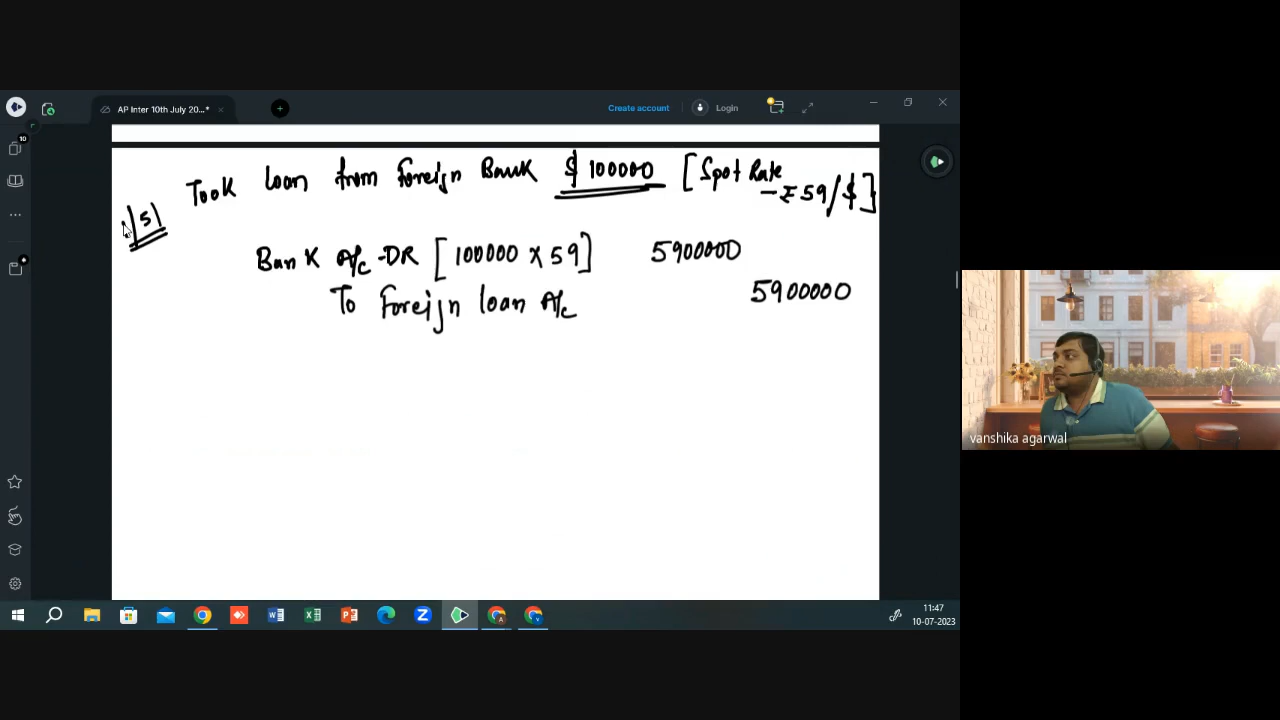 AP Inter 10th July 20...*
Create account
Login
10
Took loan from Foreign Bank $ 100000 [Spot Rate
- ₹ 59/$]
1/5/
Bank A/c - DR [100000 x 59] 5900000
To Foreign loan A/c 5900000
vanshika agarwal
11:47
10-07-2023